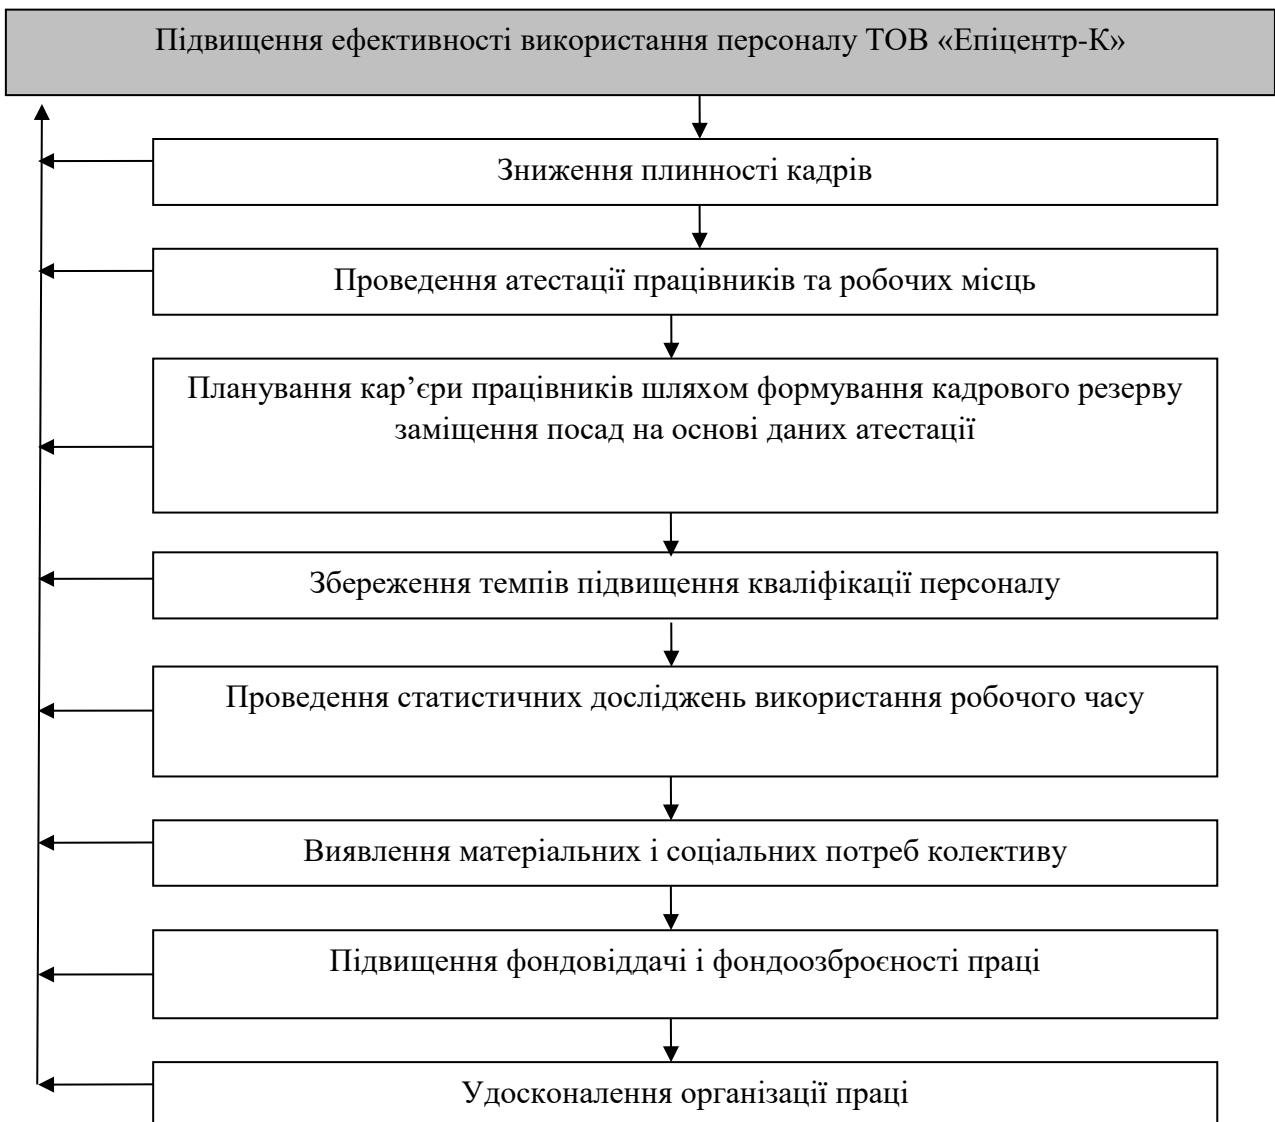 Підвищення ефективності використання персоналу ТОВ «Епіцентр-К»
Зниження плинності кадрів
Проведення атестації працівників та робочих місць
Планування кар’єри працівників шляхом формування кадрового резерву
заміщення посад на основі даних атестації
Збереження темпів підвищення кваліфікації персоналу
Проведення статистичних досліджень використання робочого часу
Виявлення матеріальних і соціальних потреб колективу
Підвищення фондовіддачі і фондоозброєності праці
Удосконалення організації праці